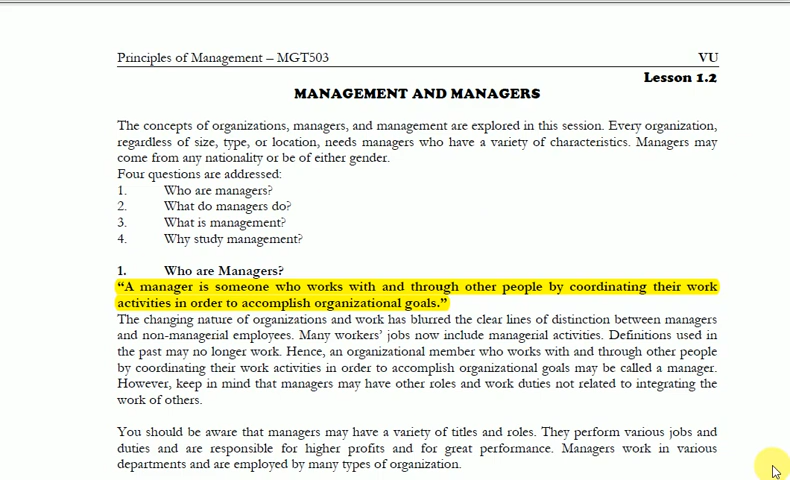 Principles of Management – MGT503 VU
Lesson 1.2
MANAGEMENT AND MANAGERS
The concepts of organizations, managers, and management are explored in this session. Every organization,
regardless of size, type, or location, needs managers who have a variety of characteristics. Managers may
come from any nationality or be of either gender.
Four questions are addressed:
1. Who are managers?
2. What do managers do?
3. What is management?
4. Why study management?
1. Who are Managers?
“A manager is someone who works with and through other people by coordinating their work
activities in order to accomplish organizational goals.”
The changing nature of organizations and work has blurred the clear lines of distinction between managers
and non-managerial employees. Many workers’ jobs now include managerial activities. Definitions used in
the past may no longer work. Hence, an organizational member who works with and through other people
by coordinating their work activities in order to accomplish organizational goals may be called a manager.
However, keep in mind that managers may have other roles and work duties not related to integrating the
work of others.
You should be aware that managers may have a variety of titles and roles. They perform various jobs and
duties and are responsible for higher profits and for great performance. Managers work in various
departments and are employed by many types of organization.